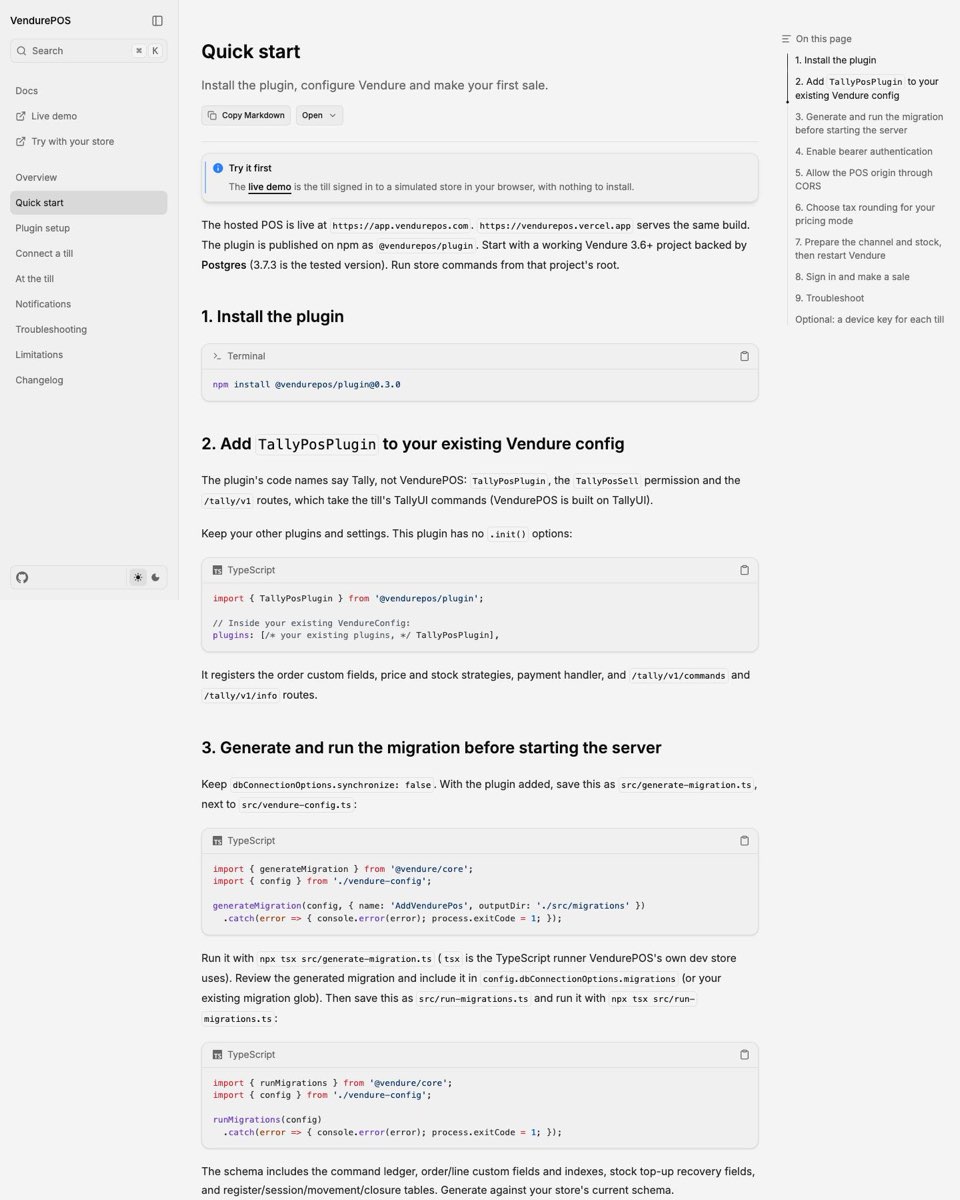 VendurePOS
Search ⌘ K
Docs
Live demo
Try with your store
Overview
Quick start
Plugin setup
Connect a till
At the till
Notifications
Troubleshooting
Limitations
Changelog
Quick start
Install the plugin, configure Vendure and make your first sale.
Copy Markdown
Open
Try it first
The live demo is the till signed in to a simulated store in your browser, with nothing to install.
The hosted POS is live at https://app.vendurepos.com. https://vendurepos.vercel.app serves the same build.
The plugin is published on npm as @vendurepos/plugin. Start with a working Vendure 3.6+ project backed by
Postgres (3.7.3 is the tested version). Run store commands from that project's root.
1. Install the plugin
Terminal
npm install @vendurepos/plugin@0.3.0
2. Add TallyPosPlugin to your existing Vendure config
The plugin's code names say Tally, not VendurePOS: TallyPosPlugin, the TallyPosSell permission and the
/tally/v1 routes, which take the till's TallyUI commands (VendurePOS is built on TallyUI).
Keep your other plugins and settings. This plugin has no .init() options:
TypeScript
import { TallyPosPlugin } from '@vendurepos/plugin';
// Inside your existing VendureConfig:
plugins: [/* your existing plugins, */ TallyPosPlugin],
It registers the order custom fields, price and stock strategies, payment handler, and /tally/v1/commands and
/tally/v1/info routes.
3. Generate and run the migration before starting the server
Keep dbConnectionOptions.synchronize: false. With the plugin added, save this as src/generate-migration.ts,
next to src/vendure-config.ts:
TypeScript
import { generateMigration } from '@vendure/core';
import { config } from './vendure-config';
generateMigration(config, { name: 'AddVendurePos', outputDir: './src/migrations' })
.catch(error => { console.error(error); process.exitCode = 1; });
Run it with npx tsx src/generate-migration.ts (tsx is the TypeScript runner VendurePOS's own dev store
uses). Review the generated migration and include it in config.dbConnectionOptions.migrations (or your
existing migration glob). Then save this as src/run-migrations.ts and run it with npx tsx src/run-
migrations.ts:
TypeScript
import { runMigrations } from '@vendure/core';
import { config } from './vendure-config';
runMigrations(config)
.catch(error => { console.error(error); process.exitCode = 1; });
The schema includes the command ledger, order/line custom fields and indexes, stock top-up recovery fields,
and register/session/movement/closure tables. Generate against your store's current schema.
On this page
1. Install the plugin
2. Add TallyPosPlugin to your
existing Vendure config
3. Generate and run the migration
before starting the server
4. Enable bearer authentication
5. Allow the POS origin through
CORS
6. Choose tax rounding for your
pricing mode
7. Prepare the channel and stock,
then restart Vendure
8. Sign in and make a sale
9. Troubleshoot
Optional: a device key for each till